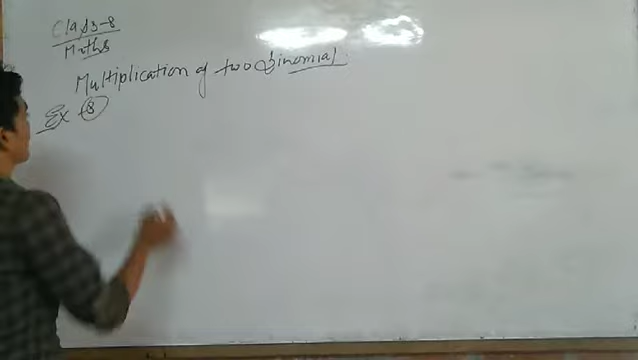 Class-8
Maths
Multiplication of two Binomial.
Ex 8